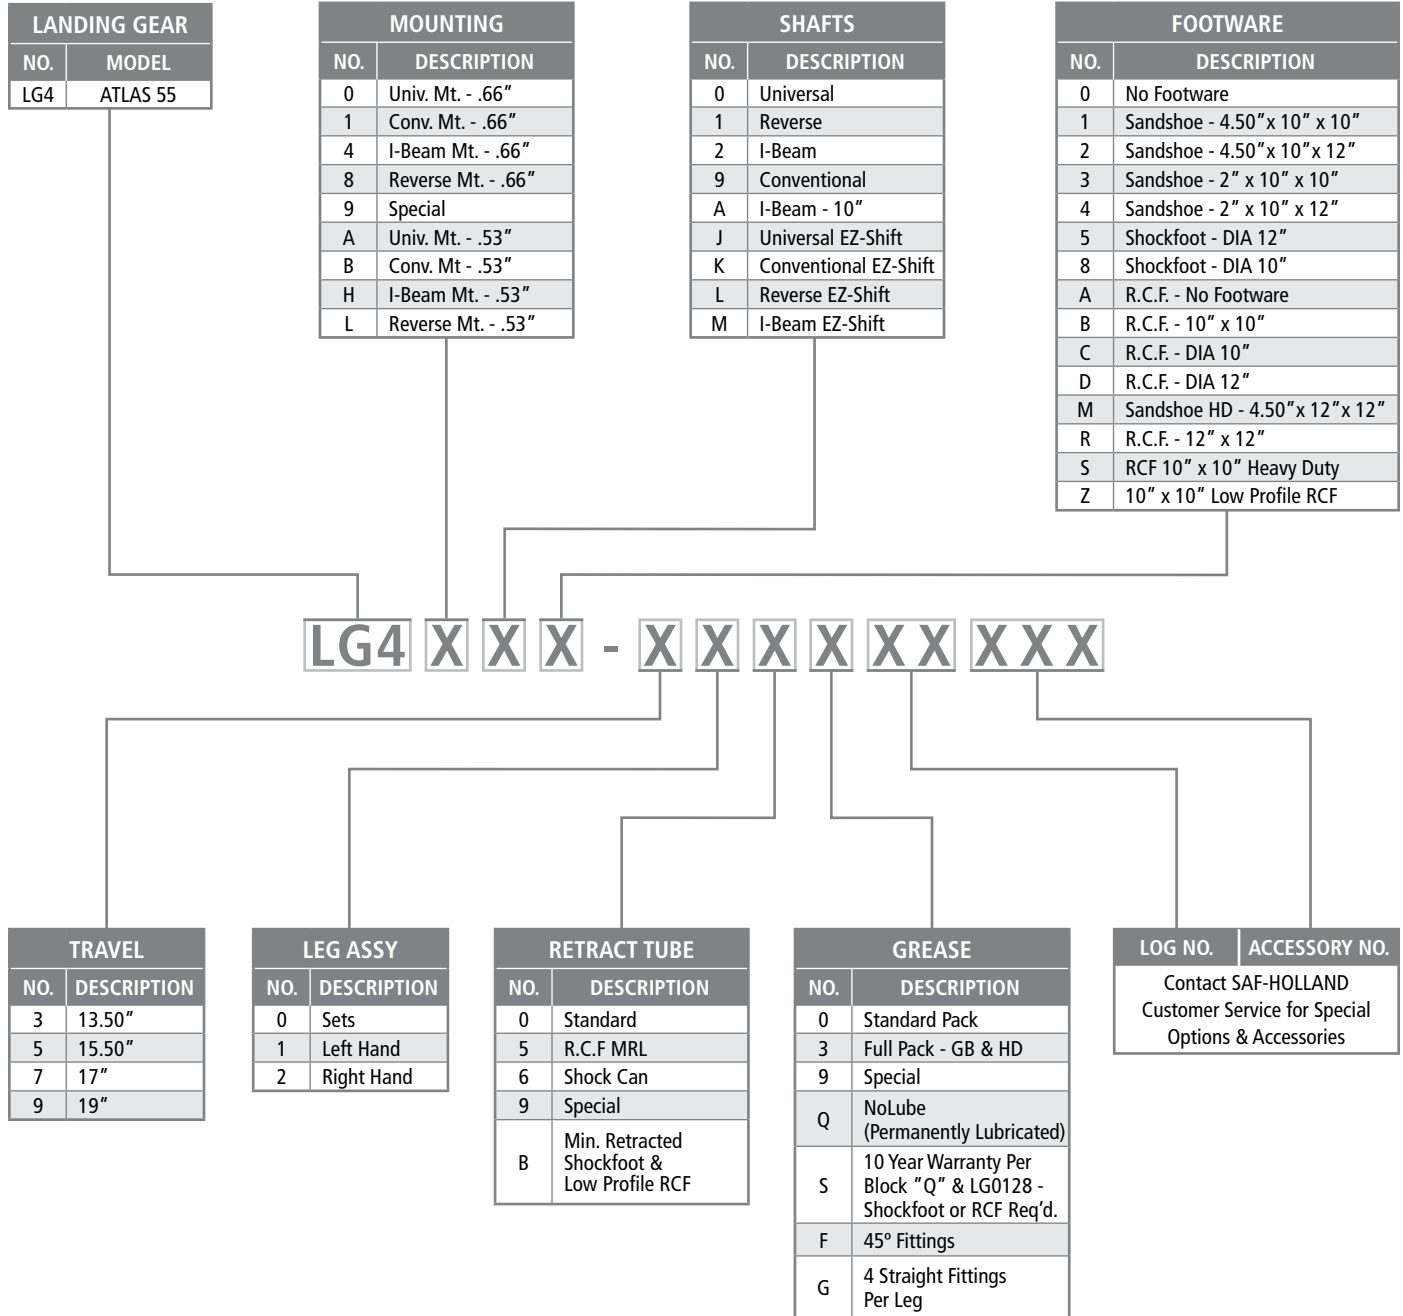 LANDING GEAR
NO. MODEL
LG4 ATLAS 55
MOUNTING
NO. DESCRIPTION
0 Univ. Mt. - .66"
1 Conv. Mt. - .66"
4 I-Beam Mt. - .66"
8 Reverse Mt. - .66"
9 Special
A Univ. Mt. - .53"
B Conv. Mt - .53"
H I-Beam Mt. - .53"
L Reverse Mt. - .53"
SHAFTS
NO. DESCRIPTION
0 Universal
1 Reverse
2 I-Beam
9 Conventional
A I-Beam - 10"
J Universal EZ-Shift
K Conventional EZ-Shift
L Reverse EZ-Shift
M I-Beam EZ-Shift
FOOTWARE
NO. DESCRIPTION
0 No Footware
1 Sandshoe - 4.50"x 10" x 10"
2 Sandshoe - 4.50"x 10"x 12"
3 Sandshoe - 2" x 10" x 10"
4 Sandshoe - 2" x 10" x 12"
5 Shockfoot - DIA 12"
8 Shockfoot - DIA 10"
A R.C.F. - No Footware
B R.C.F. - 10" x 10"
C R.C.F. - DIA 10"
D R.C.F. - DIA 12"
M Sandshoe HD - 4.50"x 12"x 12"
R R.C.F. - 12" x 12"
S RCF 10" x 10" Heavy Duty
Z 10" x 10" Low Profile RCF
LG4 X X X - X X X X X X X X X
TRAVEL
NO. DESCRIPTION
3 13.50"
5 15.50"
7 17"
9 19"
LEG ASSY
NO. DESCRIPTION
0 Sets
1 Left Hand
2 Right Hand
RETRACT TUBE
NO. DESCRIPTION
0 Standard
5 R.C.F MRL
6 Shock Can
9 Special
B Min. Retracted
Shockfoot &
Low Profile RCF
GREASE
NO. DESCRIPTION
0 Standard Pack
3 Full Pack - GB & HD
9 Special
Q NoLube
(Permanently Lubricated)
S 10 Year Warranty Per
Block "Q" & LG0128 -
Shockfoot or RCF Req'd.
F 45º Fittings
G 4 Straight Fittings
Per Leg
LOG NO. ACCESSORY NO.
Contact SAF-HOLLAND
Customer Service for Special
Options & Accessories